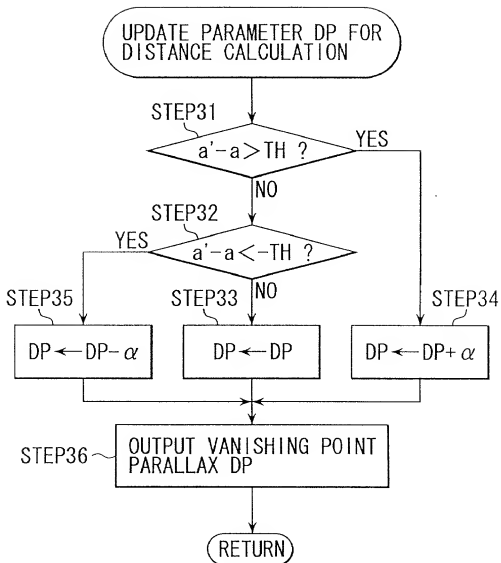 UPDATE PARAMETER DP FOR
DISTANCE CALCULATION
STEP31
a'-a>TH ?
YES
NO
STEP32
YES
a'-a<-TH ?
NO
STEP35
STEP33
STEP34
DP←DP-α
DP←DP
DP←DP+α
STEP36
OUTPUT VANISHING POINT
PARALLAX DP
RETURN